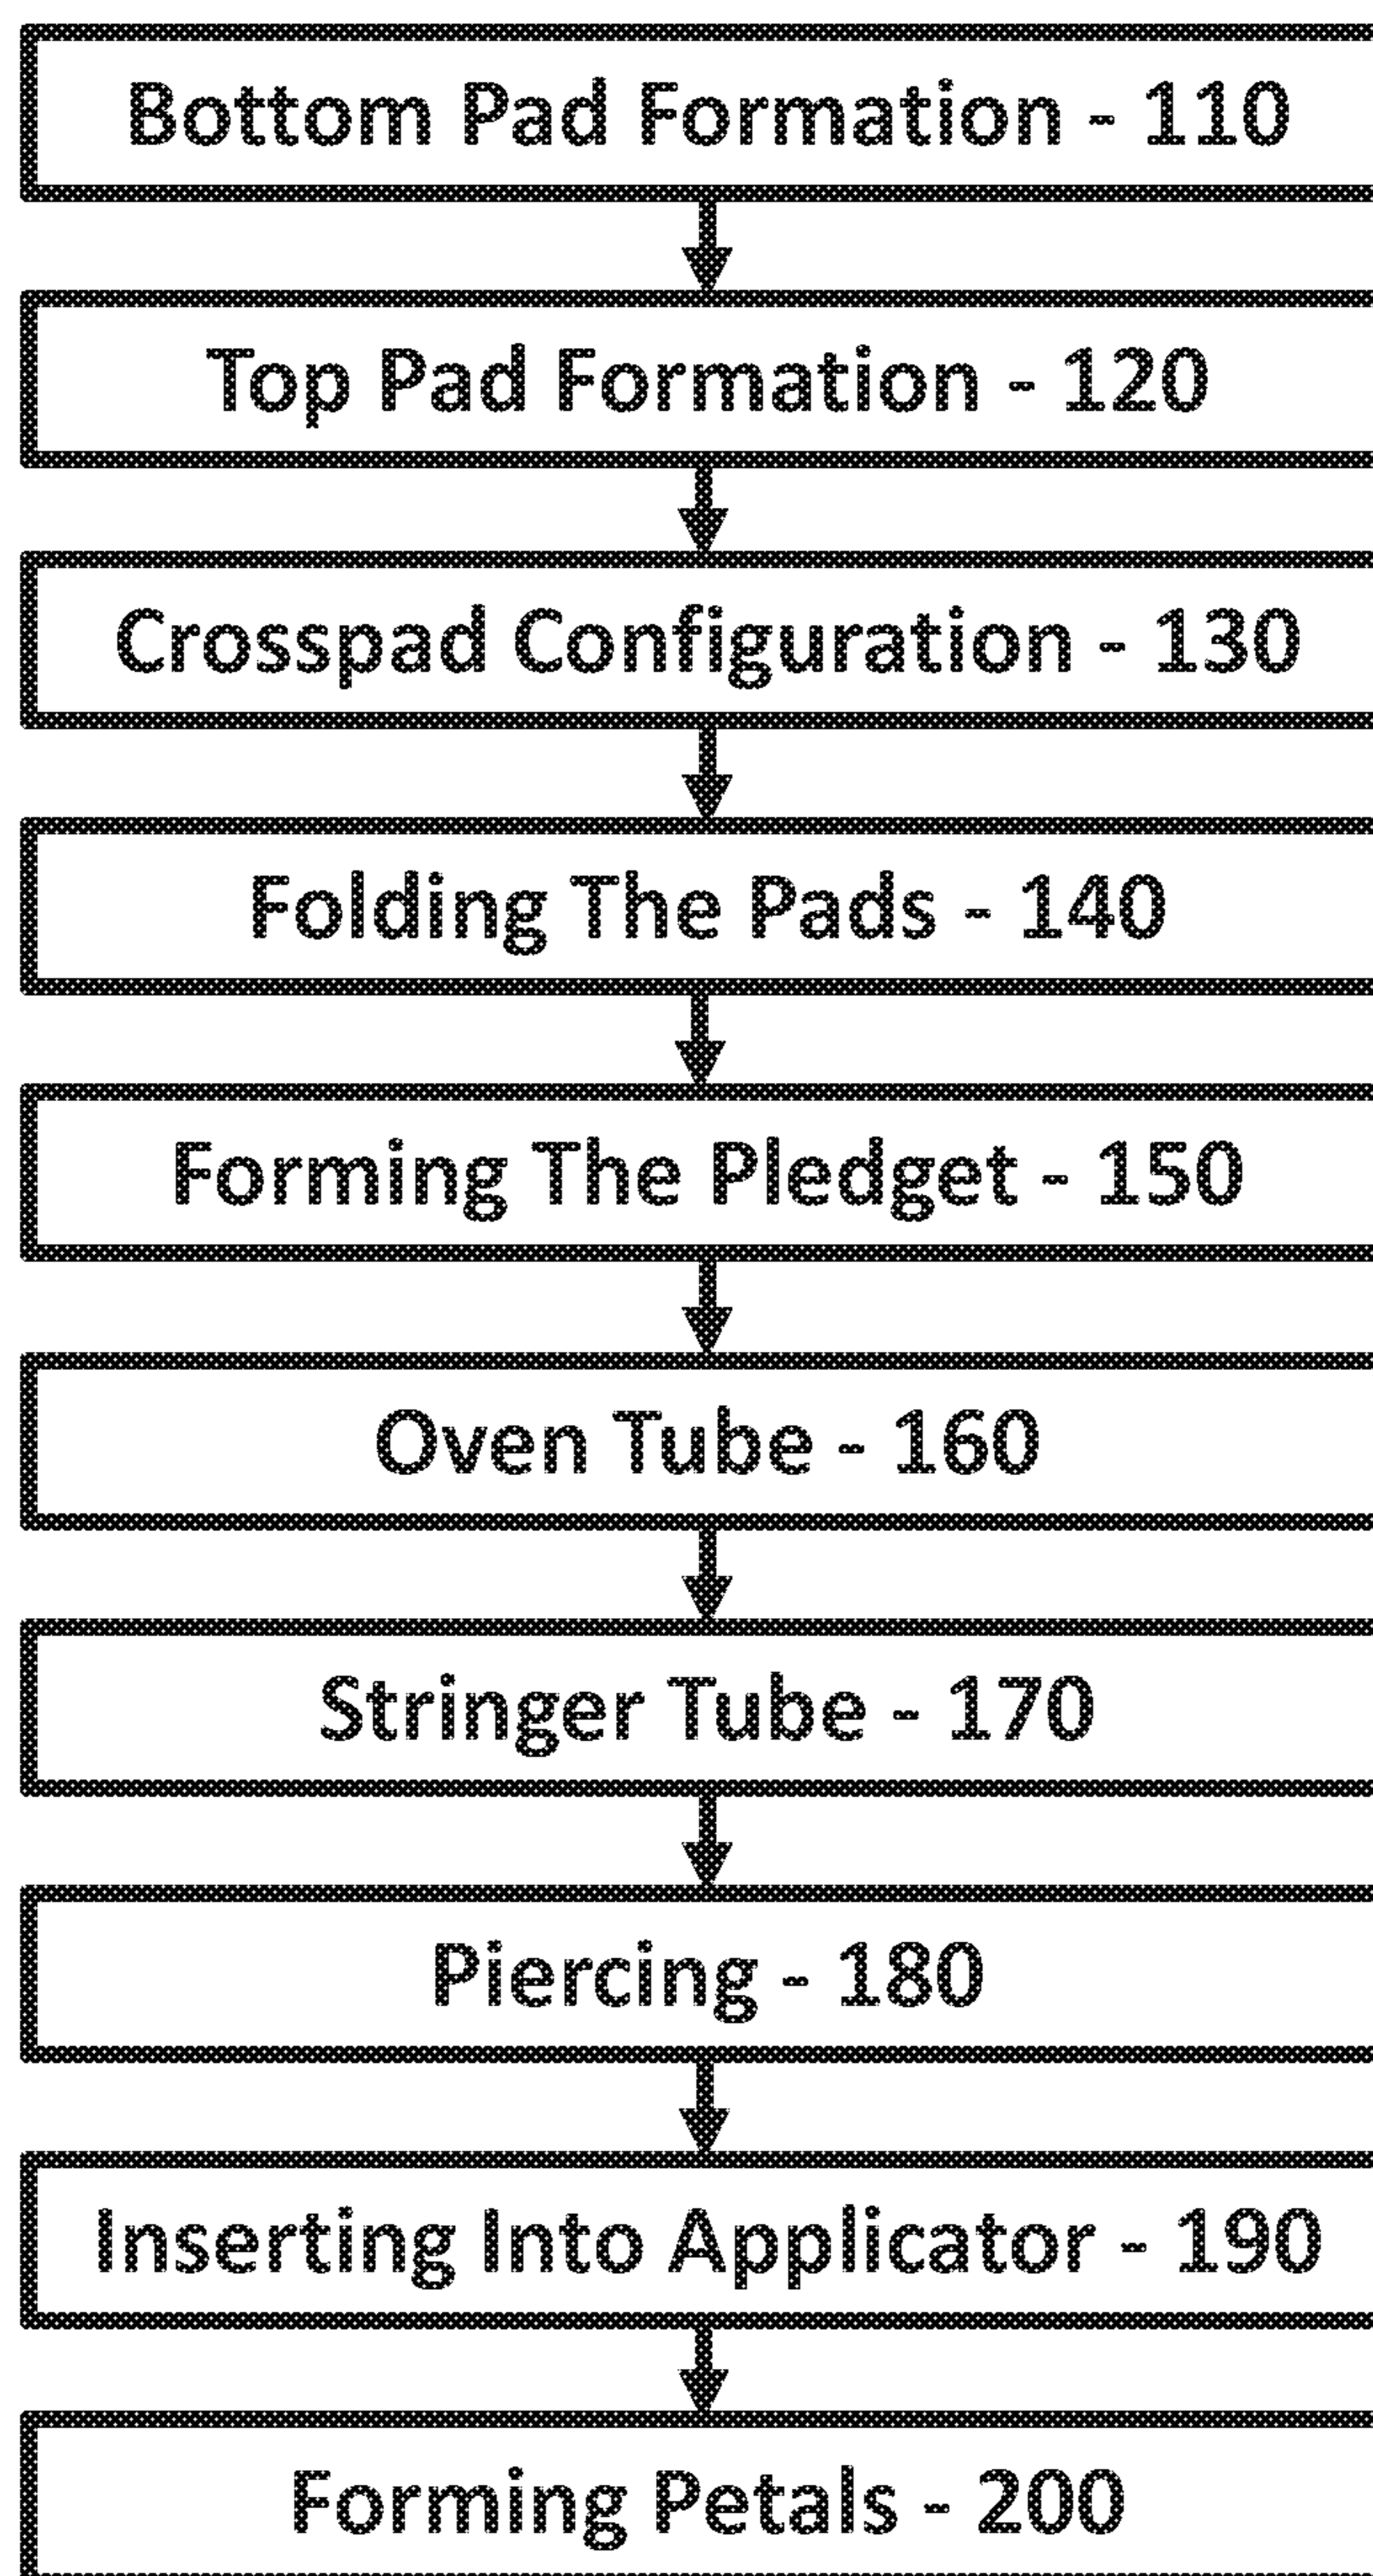 Bottom Pad Formation - 110
Top Pad Formation - 120
Crosspad Configuration - 130
Folding The Pads - 140
Forming The Pledget - 150
Oven Tube - 160
Stringer Tube - 170
Piercing - 180
Inserting Into Applicator - 190
Forming Petals - 200